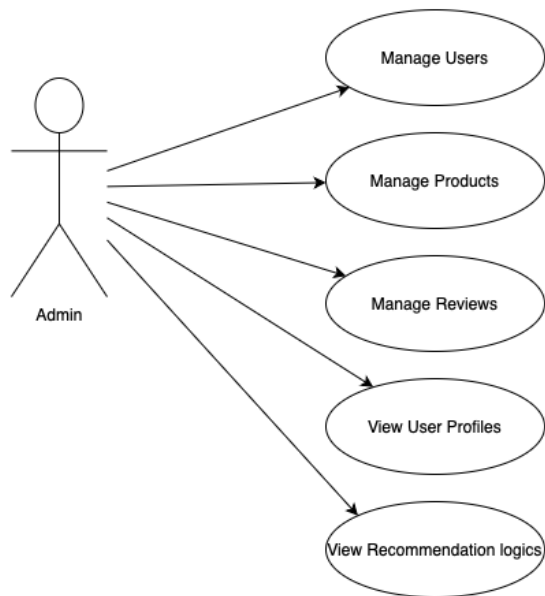 Manage Users
Manage Products
Manage Reviews
Admin
View User Profiles
View Recommendation logics